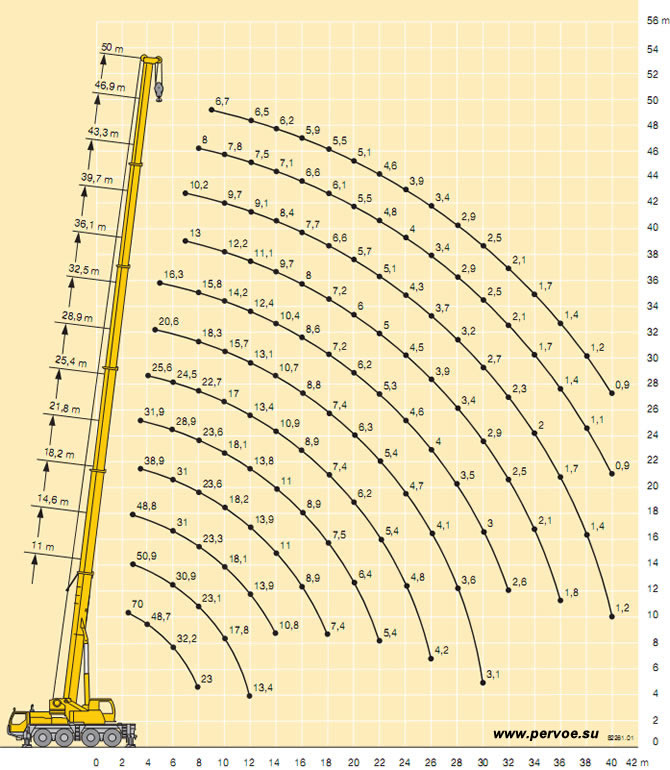 50 m
46,9 m
43,3 m
39,7 m
36,1 m
32,5 m
28,9 m
25,4 m
21,8 m
18,2 m
14,6 m
11 m
6,7 6,5 6,2 5,9 5,5 5,1 4,6 3,9 3,4 2,9 2,5 2,1 1,7 1,4 1,2 0,9
8 7,8 7,5 7,1 6,6 6,1 5,5 4,8 4 3,4 2,9 2,5 2,1 1,7 1,4 1,1 0,9
10,2 9,7 9,1 8,4 7,7 6,6 5,7 5,1 4,3 3,7 3,2 2,7 2,3 2 1,7 1,4 1,2
13 12,2 11,1 9,7 8 7,2 6 5 4,5 3,9 3,4 2,9 2,5 2,1 1,8
16,3 15,8 14,2 12,4 10,4 8,6 7,2 6,2 5,3 4,6 4 3,5 3 2,6
20,6 18,3 15,7 13,1 10,7 8,8 7,4 6,3 5,4 4,7 4,1 3,6 3,1
25,6 24,5 22,7 17 13,4 10,9 8,9 7,4 6,2 5,4 4,8 4,2
31,9 28,9 23,6 18,1 13,8 11 8,9 7,5 6,4 5,4
38,9 31 23,6 18,2 13,9 11 8,9 7,4
48,8 31 23,3 18,1 13,9 10,8
50,9 30,9 23,1 17,8 13,4
70 48,7 32,2 23
56 m
54
52
50
48
46
44
42
40
38
36
34
32
30
28
26
24
22
20
18
16
14
12
10
8
6
4
2
0
www.pervoe.su
0 2 4 6 8 10 12 14 16 18 20 22 24 26 28 30 32 34 36 38 40 42 m